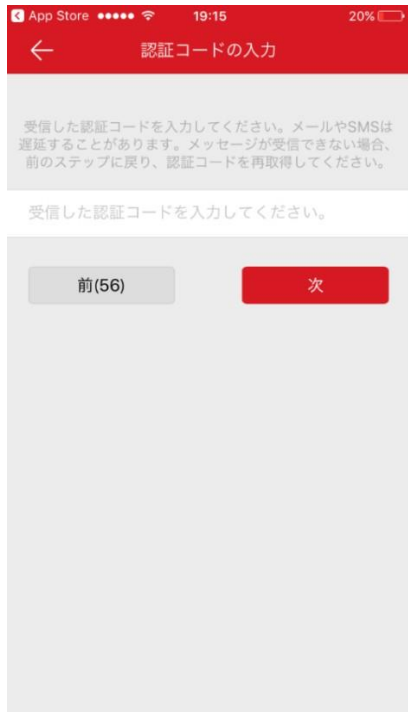 App Store 19:15 20%
認証コードの入力
受信した認証コードを入力してください。メールやSMSは
遅延することがあります。メッセージが受信できない場合、
前のステップに戻り、認証コードを再取得してください。
受信した認証コードを入力してください。
前(56) 次